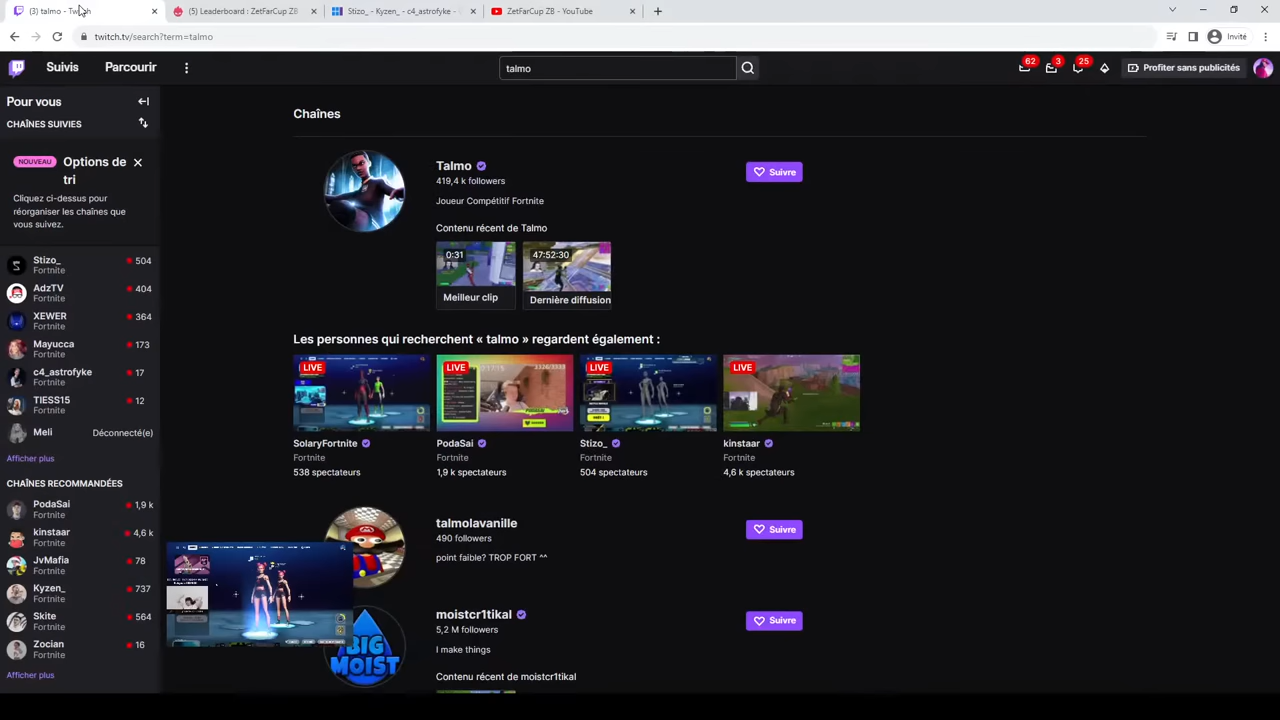 (3) talmo - Twitch
(5) Leaderboard : ZetFarCup ZB
Stizo_ - Kyzen_ - c4_astrofyke -
ZetFarCup ZB - YouTube
twitch.tv/search?term=talmo
Invité
Suivis
Parcourir
talmo
62
3
25
Profiter sans publicités
Pour vous
CHAÎNES SUIVIES
NOUVEAU
Options de
tri
Cliquez ci-dessus pour
réorganiser les chaînes que
vous suivez.
Stizo_
504
Fortnite
AdzTV
404
Fortnite
XEWER
364
Fortnite
Mayucca
173
Fortnite
c4_astrofyke
17
Fortnite
TIESS15
12
Fortnite
Meli
Déconnecté(e)
Afficher plus
CHAÎNES RECOMMANDÉES
PodaSai
1,9 k
Fortnite
kinstaar
4,6 k
Fortnite
JvMafia
78
Fortnite
Kyzen_
737
Fortnite
Skite
564
Fortnite
Zocian
16
Fortnite
Afficher plus
Chaînes
Talmo
419,4 k followers
Joueur Compétitif Fortnite
Suivre
Contenu récent de Talmo
0:31
Meilleur clip
47:52:30
Dernière diffusion
Les personnes qui recherchent « talmo » regardent également :
LIVE
SolaryFortnite
Fortnite
538 spectateurs
LIVE
3326/3333
PodaSai
Fortnite
1,9 k spectateurs
LIVE
Stizo_
Fortnite
504 spectateurs
LIVE
kinstaar
Fortnite
4,6 k spectateurs
talmolavanille
490 followers
point faible? TROP FORT ^^
Suivre
BIG
MOIST
moistcr1tikal
5,2 M followers
I make things
Suivre
Contenu récent de moistcr1tikal